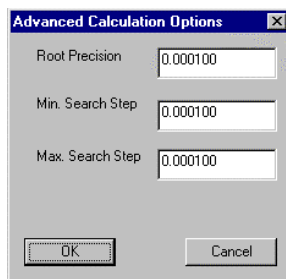 Advanced Calculation Options
Root Precision 0.000100
Min. Search Step 0.000100
Max. Search Step 0.000100
OK Cancel